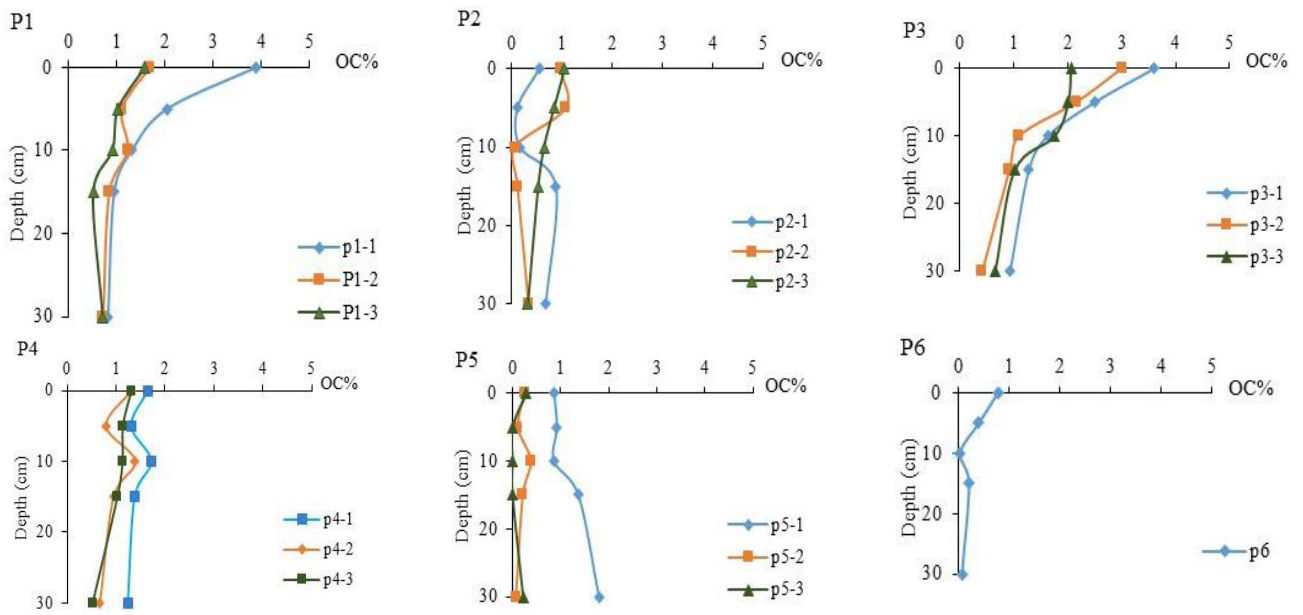 P1
0 1 2 3 4 5
OC%
0
10
20
30
Depth (cm)
p1-1
P1-2
P1-3
P2
0 1 2 3 4 5
OC%
0
10
20
30
Depth (cm)
p2-1
p2-2
p2-3
P3
0 1 2 3 4 5
OC%
0
10
20
30
Depth (cm)
p3-1
p3-2
p3-3
P4
0 1 2 3 4 5
OC%
0
10
20
30
Depth (cm)
p4-1
p4-2
p4-3
P5
0 1 2 3 4 5
OC%
0
10
20
30
Depth (cm)
p5-1
p5-2
p5-3
P6
0 1 2 3 4 5
OC%
0
10
20
30
Depth (cm)
p6